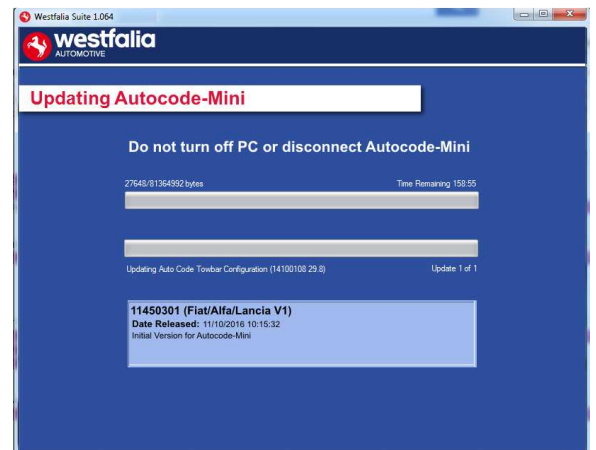 Westfalia Suite 1.064
westfalia
AUTOMOTIVE
Updating Autocode-Mini
Do not turn off PC or disconnect Autocode-Mini
27648/81364992 bytes Time Remaining 158:55
Updating Auto Code Towbar Configuration (14100108 29.8) Update 1 of 1
11450301 (Fiat/Alfa/Lancia V1)
Date Released: 11/10/2016 10:15:32
Initial Version for Autocode-Mini